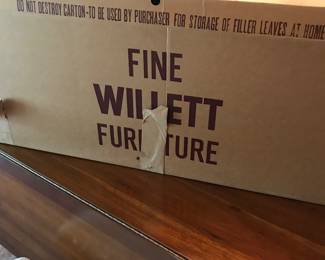 DO NOT DESTROY CARTON-TO BE USED BY PURCHASER FOR STORAGE OF FILLER LEAVES AT HOME
FINE
WILLETT
FURNITURE